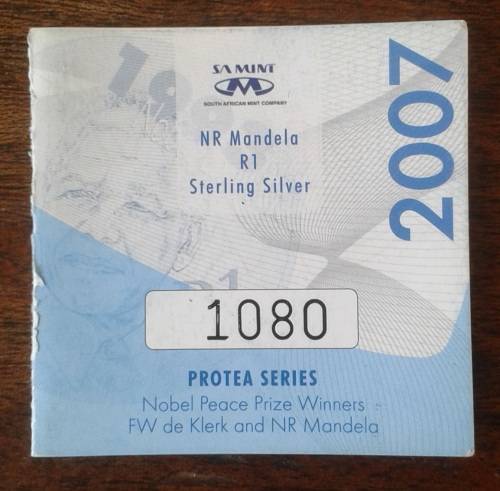 SA MINT
SOUTH AFRICAN MINT COMPANY
NR Mandela
R1
Sterling Silver
2007
1080
PROTEA SERIES
Nobel Peace Prize Winners
FW de Klerk and NR Mandela